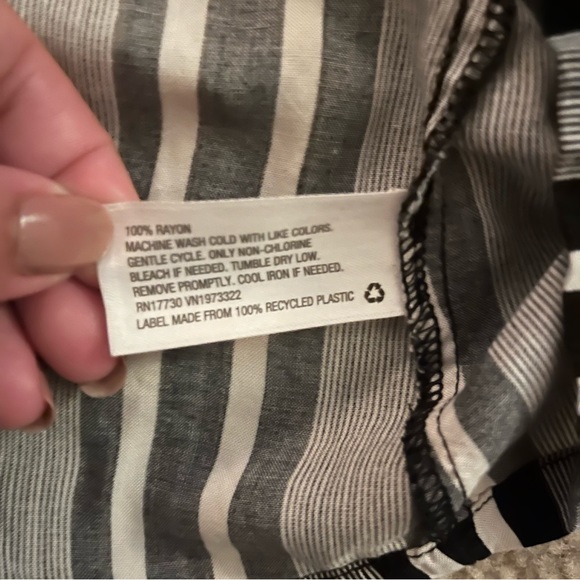 100% RAYON
MACHINE WASH COLD WITH LIKE COLORS.
GENTLE CYCLE. ONLY NON-CHLORINE
BLEACH IF NEEDED. TUMBLE DRY LOW.
REMOVE PROMPTLY. COOL IRON IF NEEDED.
RN17730 VN1973322
LABEL MADE FROM 100% RECYCLED PLASTIC